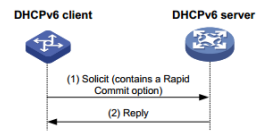 DHCPv6 client
DHCPv6 server
(1) Solicit (contains a Rapid
Commit option)
(2) Reply